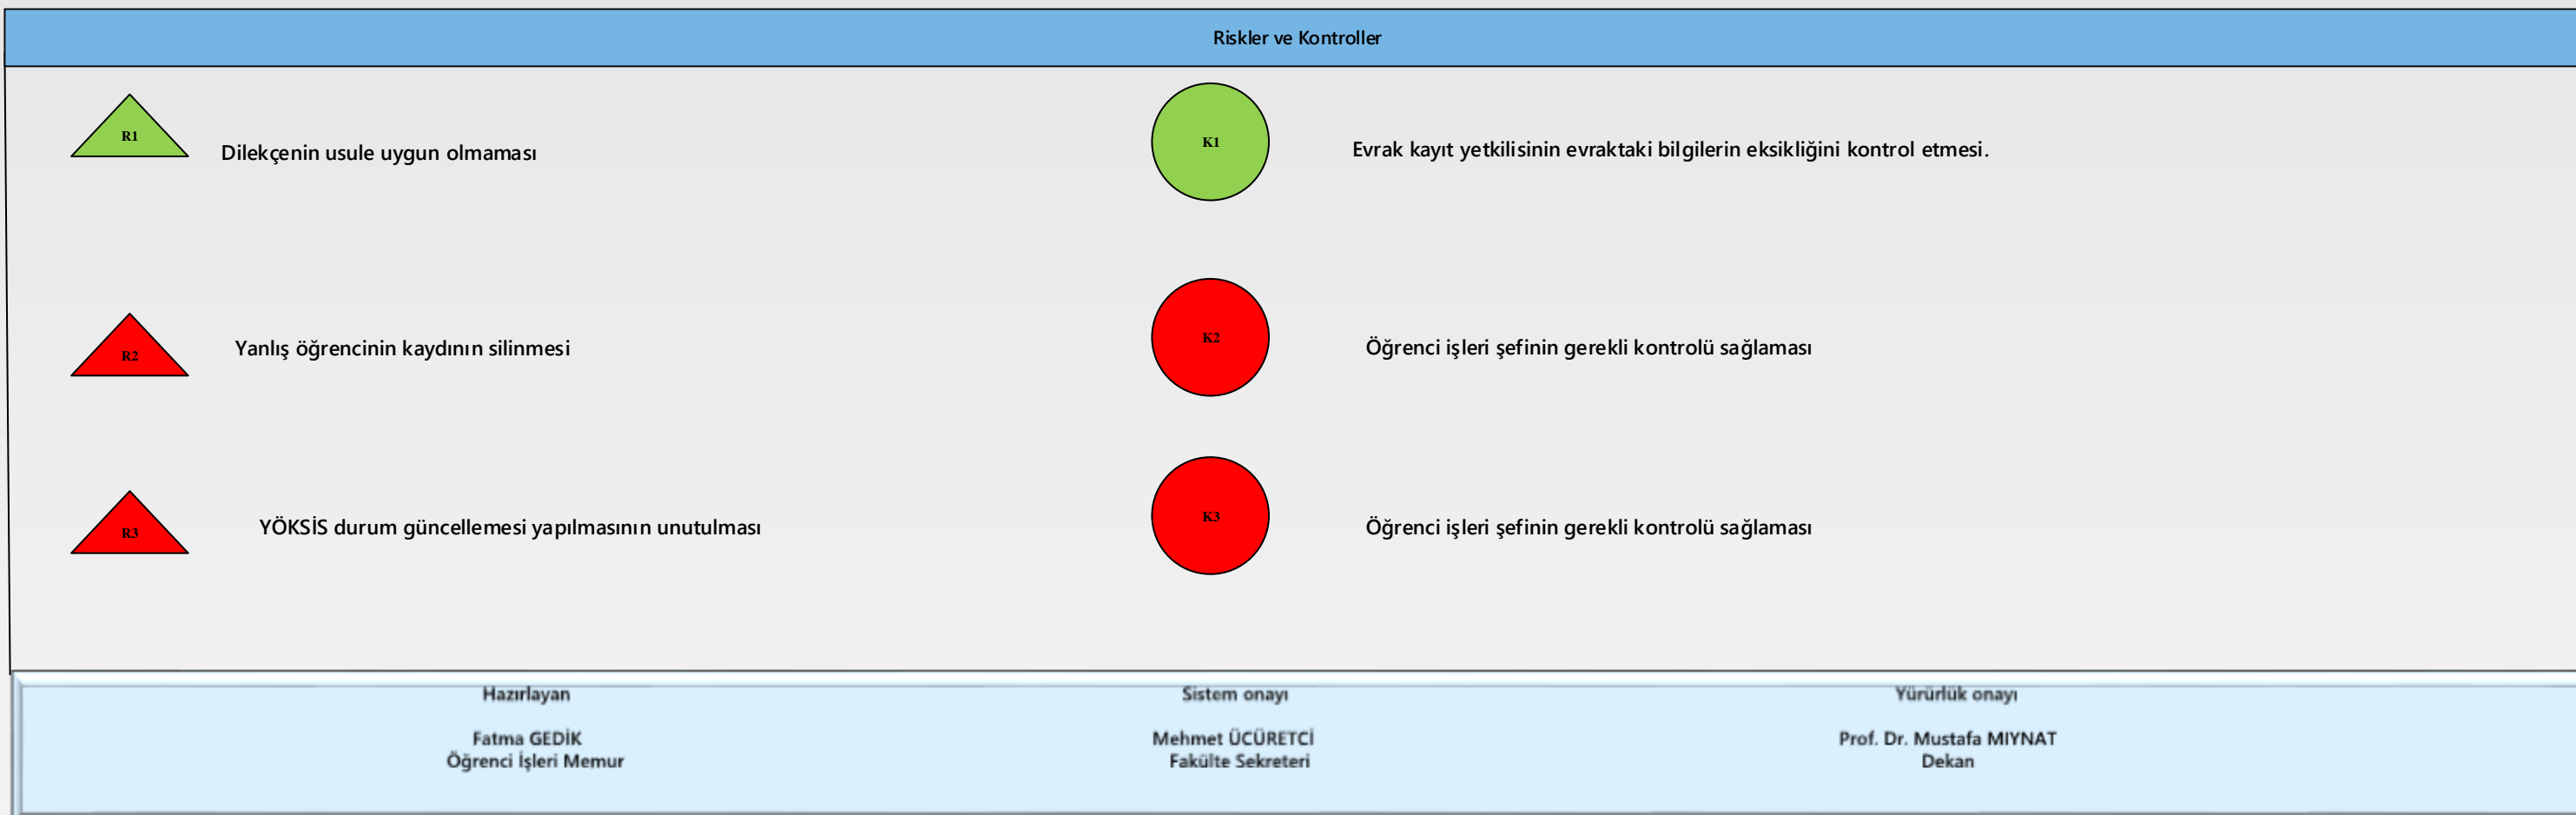 Riskler ve Kontroller
R1
Dilekçenin usule uygun olmaması
K1
Evrak kayıt yetkilisinin evraktaki bilgilerin eksikliğini kontrol etmesi.
R2
Yanlış öğrencinin kaydının silinmesi
K2
Öğrenci işleri şefinin gerekli kontrolü sağlaması
R3
YÖKSİS durum güncellemesi yapılmasının unutulması
K3
Öğrenci işleri şefinin gerekli kontrolü sağlaması
Hazırlayan
Fatma GEDİK
Öğrenci İşleri Memur
Sistem onayı
Mehmet ÜCÜRETCİ
Fakülte Sekreteri
Yürürlük onayı
Prof. Dr. Mustafa MIYNAT
Dekan